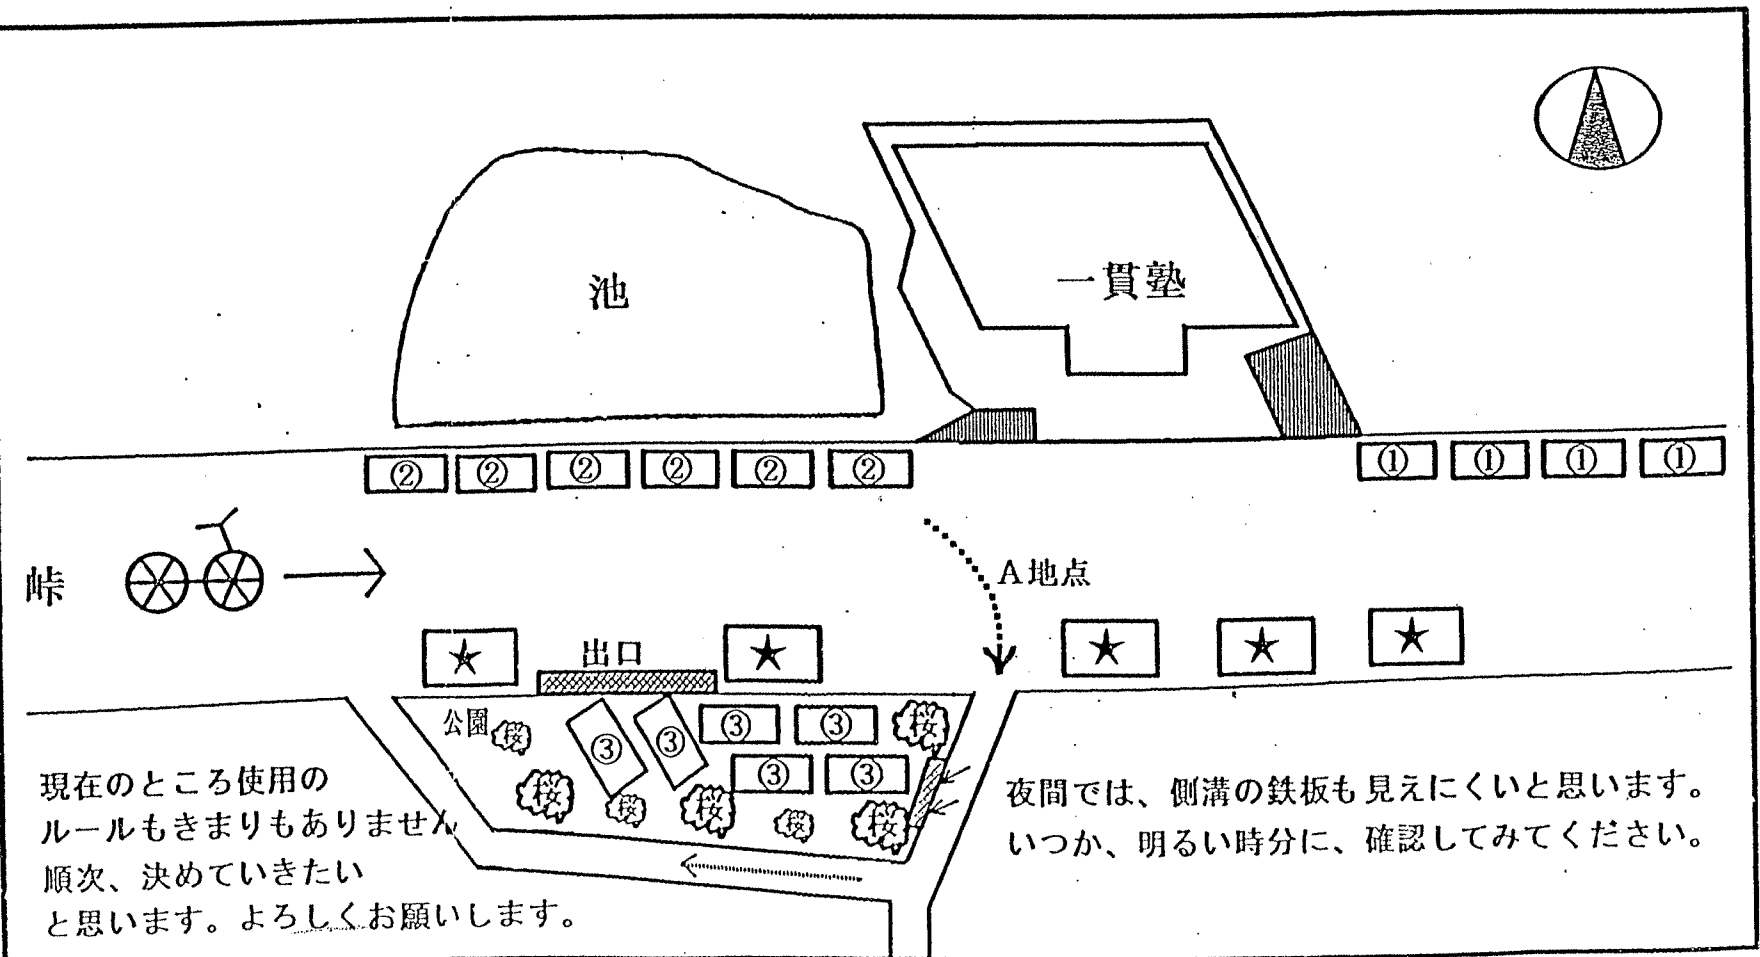 池
一貫塾
② ② ② ② ② ②
① ① ① ①
峠
A地点
出口
公園
桜
③ ③ ③ ③
桜
③ ③
桜
桜
桜
桜
桜
現在のところ使用の
ルールもきまりもありません
順次、決めていきたい
と思います。よろしくお願いします。
夜間では、側溝の鉄板も見えにくいと思います。
いつか、明るい時分に、確認してみてください。